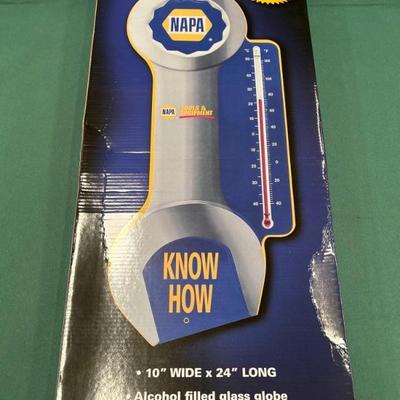 NAPA
®
NAPA TOOLS & EQUIPMENT
°C °F
KNOW
HOW
• 10" WIDE x 24" LONG
• Alcohol filled glass globe